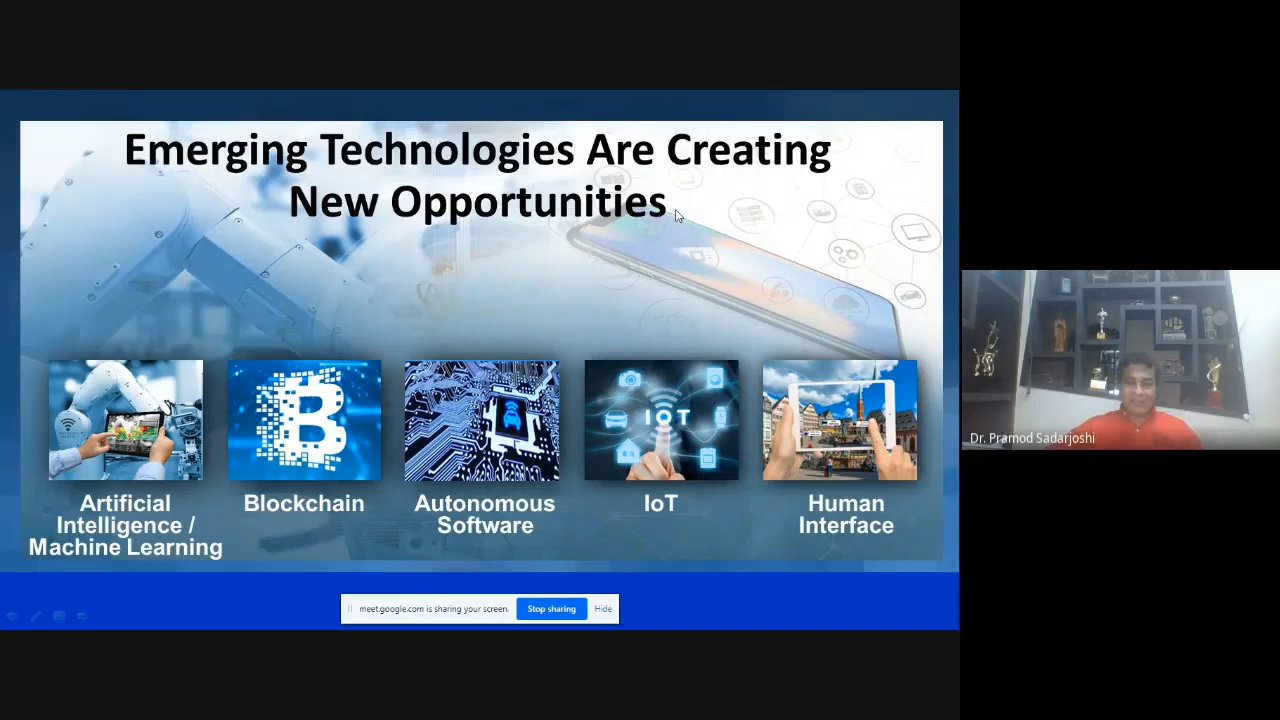 Emerging Technologies Are Creating
New Opportunities
IOT
Artificial
Intelligence /
Machine Learning
Blockchain
Autonomous
Software
IoT
Human
Interface
Dr. Pramod Sadarjoshi
meet.google.com is sharing your screen.
Stop sharing
Hide